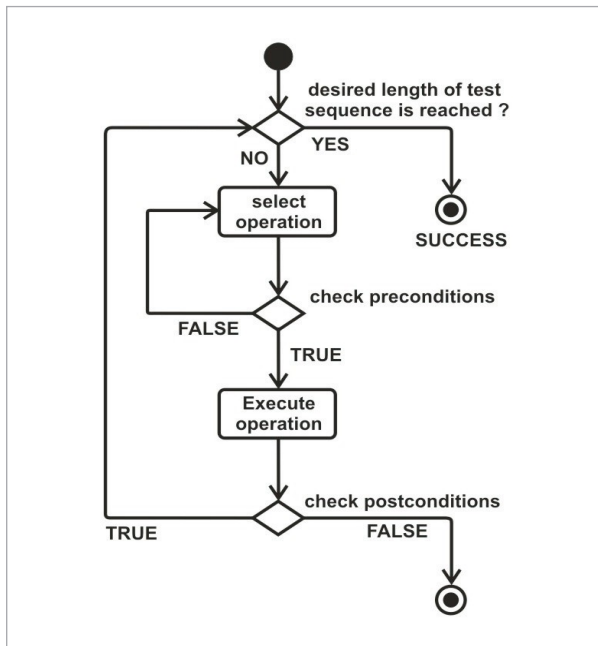 desired length of test
sequence is reached ?
YES
NO
select
operation
SUCCESS
check preconditions
FALSE
TRUE
Execute
operation
check postconditions
TRUE
FALSE